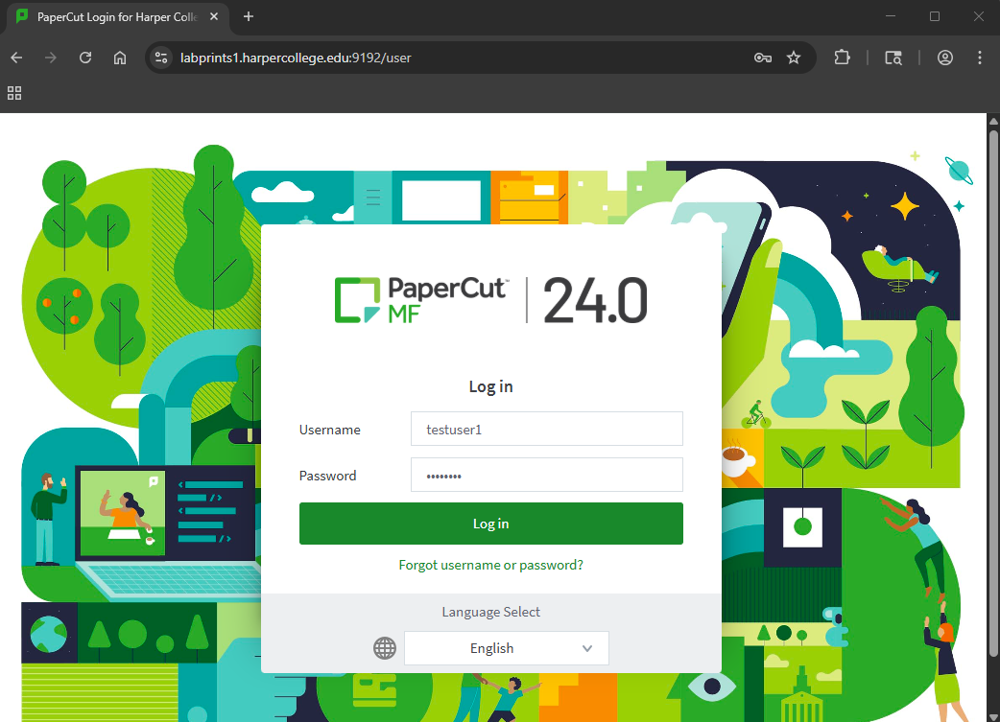 PaperCut Login for Harper Colle
labprints1.harpercollege.edu:9192/user
PaperCut™
MF
24.0
Log in
Username
testuser1
Password
••••••••
Log in
Forgot username or password?
Language Select
English